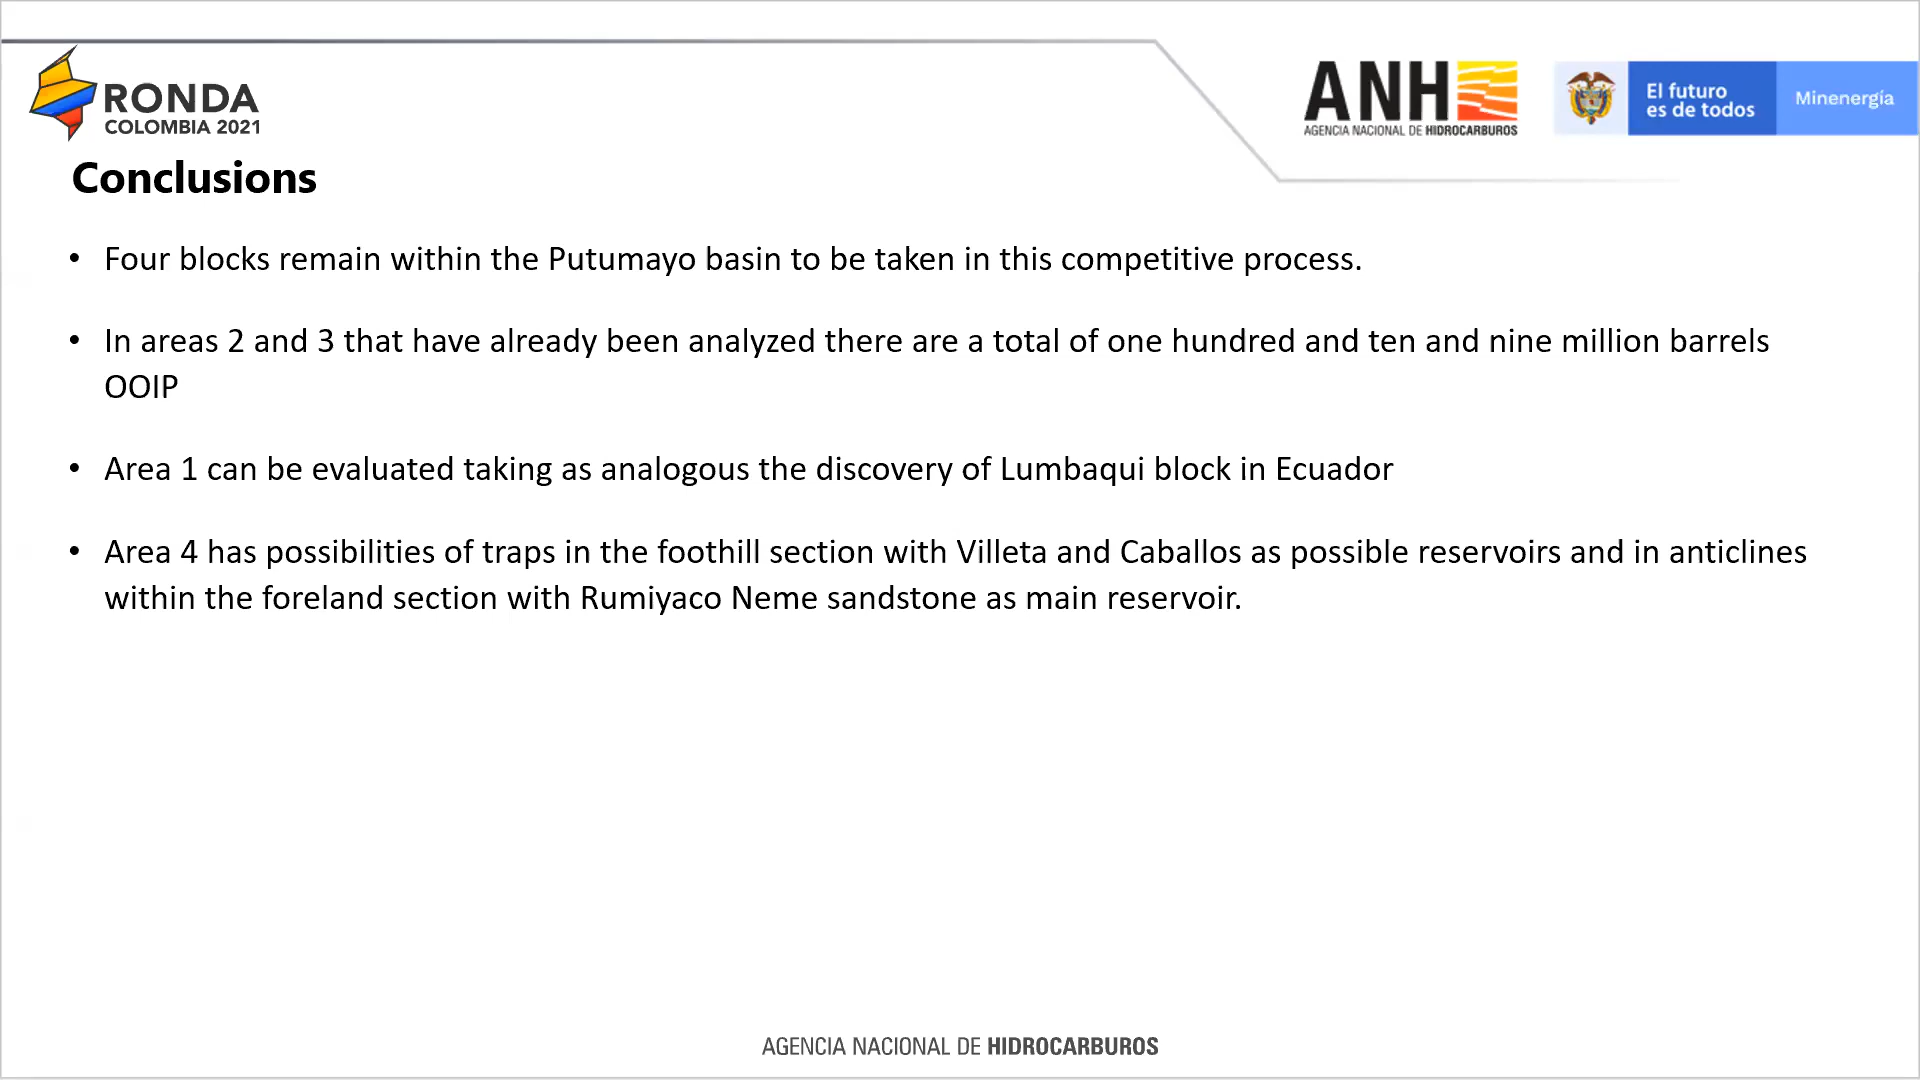 RONDA
COLOMBIA 2021
ANH
AGENCIA NACIONAL DE HIDROCARBUROS
El futuro
es de todos
Minenergía
Conclusions
• Four blocks remain within the Putumayo basin to be taken in this competitive process.
• In areas 2 and 3 that have already been analyzed there are a total of one hundred and ten and nine million barrels
OOIP
• Area 1 can be evaluated taking as analogous the discovery of Lumbaqui block in Ecuador
• Area 4 has possibilities of traps in the foothill section with Villeta and Caballos as possible reservoirs and in anticlines
within the foreland section with Rumiyaco Neme sandstone as main reservoir.
AGENCIA NACIONAL DE HIDROCARBUROS